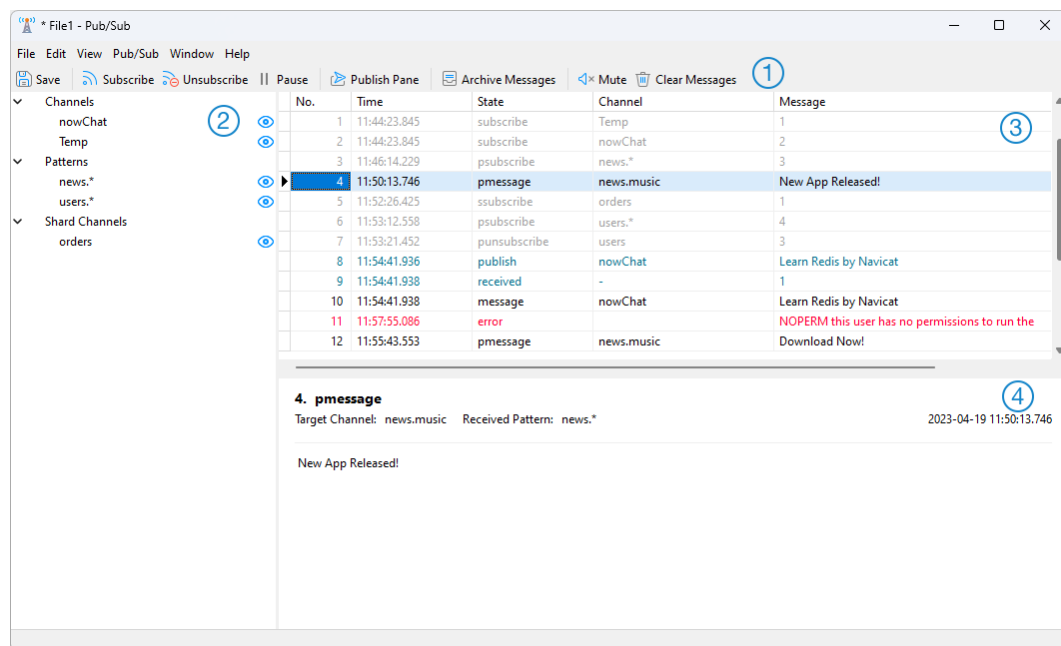 * File1 - Pub/Sub
File Edit View Pub/Sub Window Help
Save Subscribe Unsubscribe Pause Publish Pane Archive Messages Mute Clear Messages 1
Channels
nowChat
Temp
Patterns
news.*
users.*
Shard Channels
orders
2
No. Time State Channel Message
1 11:44:23.845 subscribe Temp 1
2 11:44:23.845 subscribe nowChat 2
3 11:46:14.229 psubscribe news.* 3
4 11:50:13.746 pmessage news.music New App Released!
5 11:52:26.425 ssubscribe orders 1
6 11:53:12.558 psubscribe users.* 4
7 11:53:21.452 punsubscribe users 3
8 11:54:41.936 publish nowChat Learn Redis by Navicat
9 11:54:41.938 received - 1
10 11:54:41.938 message nowChat Learn Redis by Navicat
11 11:57:55.086 error NOPERM this user has no permissions to run the
12 11:55:43.553 pmessage news.music Download Now!
3
4. pmessage
4
Target Channel: news.music Received Pattern: news.* 2023-04-19 11:50:13.746
New App Released!